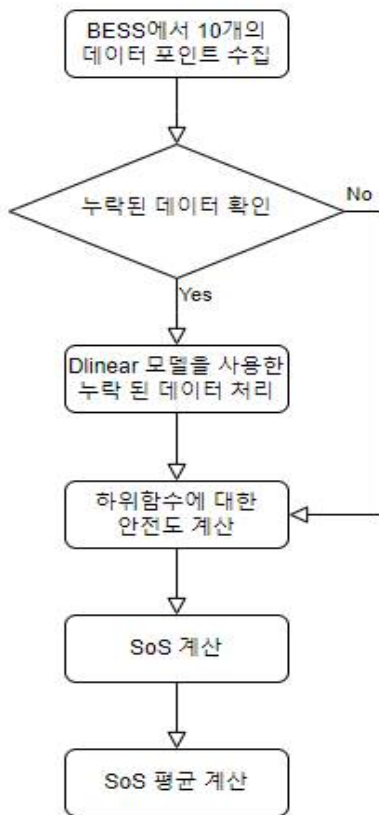 BESS에서 10개의
데이터 포인트 수집
누락된 데이터 확인
No
Yes
Dlinear 모델을 사용한
누락 된 데이터 처리
하위함수에 대한
안전도 계산
SoS 계산
SoS 평균 계산